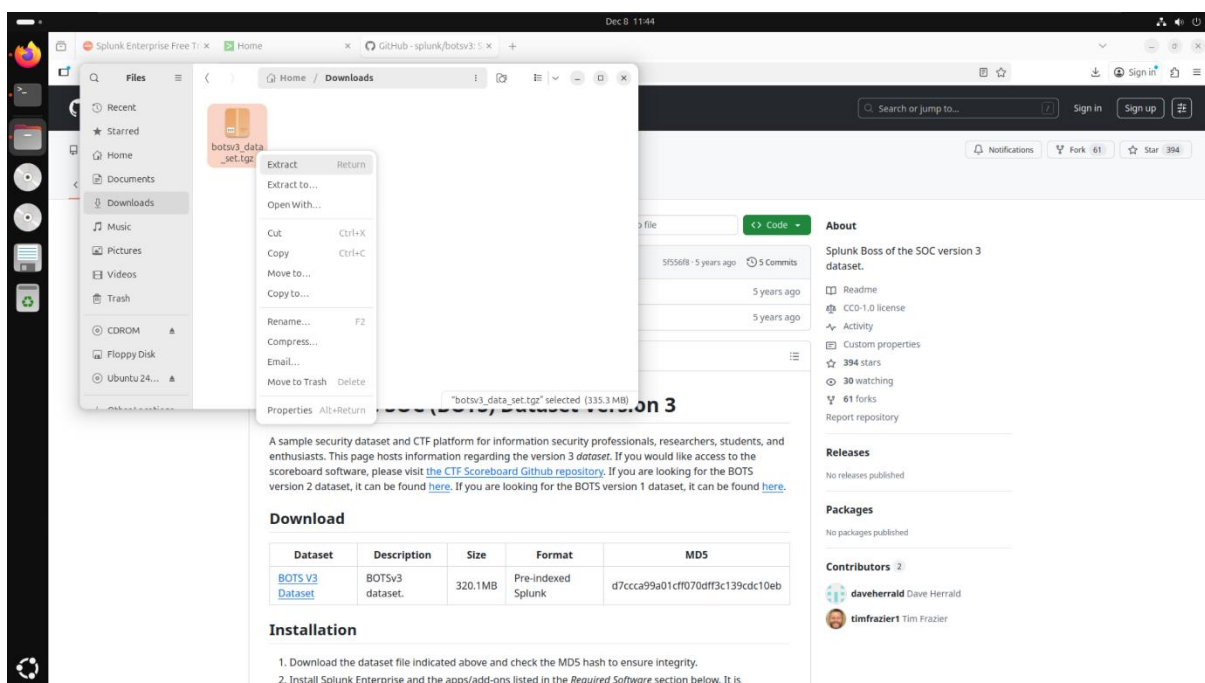 Dec 8 11:44
Splunk Enterprise Free Tr ×
Home ×
GitHub - splunk/botsv3: S ×
Sign in
Files
Home / Downloads
Recent
Starred
Home
Documents
Downloads
Music
Pictures
Videos
Trash
CDROM
Floppy Disk
Ubuntu 24...
botsv3_data
_set.tgz
Extract Return
Extract to...
Open With...
Cut Ctrl+X
Copy Ctrl+C
Move to...
Copy to...
Rename... F2
Compress...
Email...
Move to Trash Delete
Properties Alt+Return
"botsv3_data_set.tgz" selected (335.3 MB)
Search or jump to...
Sign in
Sign up
Notifications
Fork 61
Star 394
file
Code
5f556f8 · 5 years ago
5 Commits
5 years ago
5 years ago
Version 3
A sample security dataset and CTF platform for information security professionals, researchers, students, and
enthusiasts. This page hosts information regarding the version 3 dataset. If you would like access to the
scoreboard software, please visit the CTF Scoreboard Github repository. If you are looking for the BOTS
version 2 dataset, it can be found here. If you are looking for the BOTS version 1 dataset, it can be found here.
Download
Dataset Description Size Format MD5
BOTS V3
Dataset
BOTSv3
dataset.
320.1MB
Pre-indexed
Splunk
d7ccca99a01cff070dff3c139cdc10eb
Installation
1. Download the dataset file indicated above and check the MD5 hash to ensure integrity.
2. Install Splunk Enterprise and the apps/add-ons listed in the Required Software section below. It is
About
Splunk Boss of the SOC version 3
dataset.
Readme
CC0-1.0 license
Activity
Custom properties
394 stars
30 watching
61 forks
Report repository
Releases
No releases published
Packages
No packages published
Contributors 2
daveherrald Dave Herrald
timfrazier1 Tim Frazier